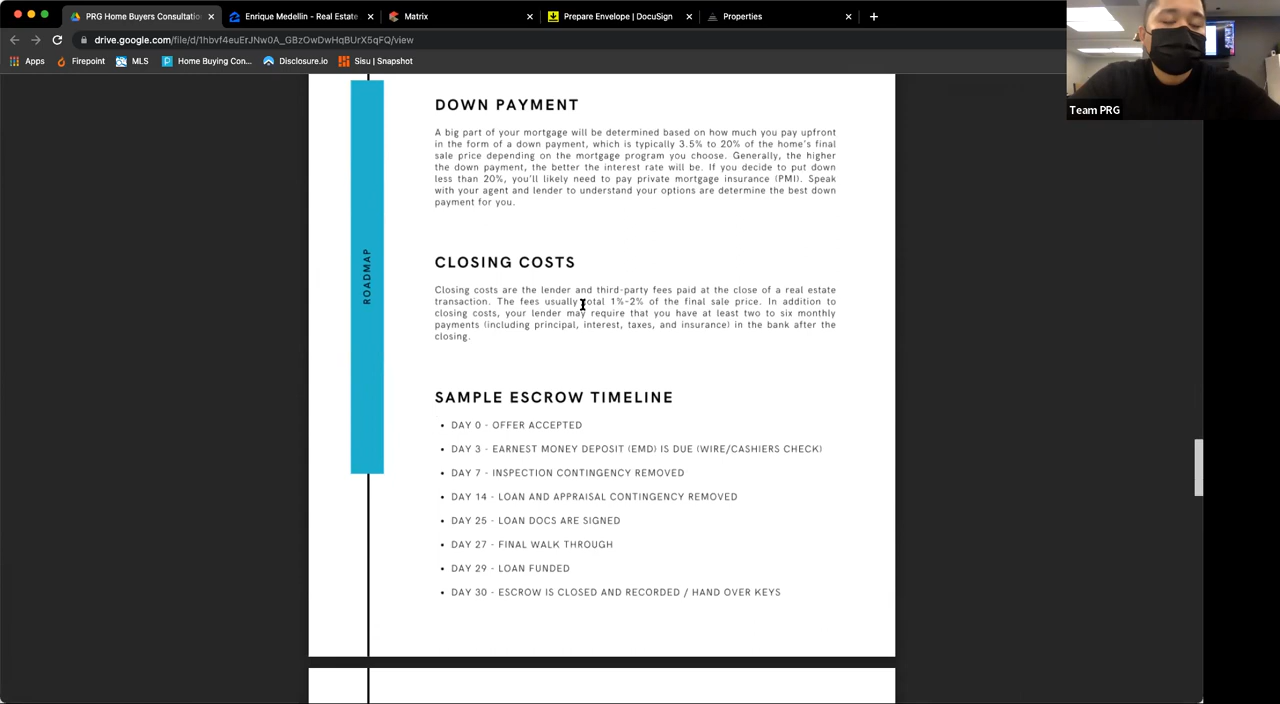 PRG Home Buyers Consultatio
Enrique Medellin - Real Estate
Matrix
Prepare Envelope | DocuSign
Properties
drive.google.com/file/d/1hbvf4euErJNw0A_GBzOwDwHqBUrX5qFQ/view
Apps
Firepoint
MLS
Home Buying Con...
Disclosure.io
Sisu | Snapshot
Team PRG
ROADMAP
DOWN PAYMENT
A big part of your mortgage will be determined based on how much you pay upfront
in the form of a down payment, which is typically 3.5% to 20% of the home's final
sale price depending on the mortgage program you choose. Generally, the higher
the down payment, the better the interest rate will be. If you decide to put down
less than 20%, you'll likely need to pay private mortgage insurance (PMI). Speak
with your agent and lender to understand your options are determine the best down
payment for you.
CLOSING COSTS
Closing costs are the lender and third-party fees paid at the close of a real estate
transaction. The fees usually total 1%-2% of the final sale price. In addition to
closing costs, your lender may require that you have at least two to six monthly
payments (including principal, interest, taxes, and insurance) in the bank after the
closing.
SAMPLE ESCROW TIMELINE
• DAY 0 - OFFER ACCEPTED
• DAY 3 - EARNEST MONEY DEPOSIT (EMD) IS DUE (WIRE/CASHIERS CHECK)
• DAY 7 - INSPECTION CONTINGENCY REMOVED
• DAY 14 - LOAN AND APPRAISAL CONTINGENCY REMOVED
• DAY 25 - LOAN DOCS ARE SIGNED
• DAY 27 - FINAL WALK THROUGH
• DAY 29 - LOAN FUNDED
• DAY 30 - ESCROW IS CLOSED AND RECORDED / HAND OVER KEYS